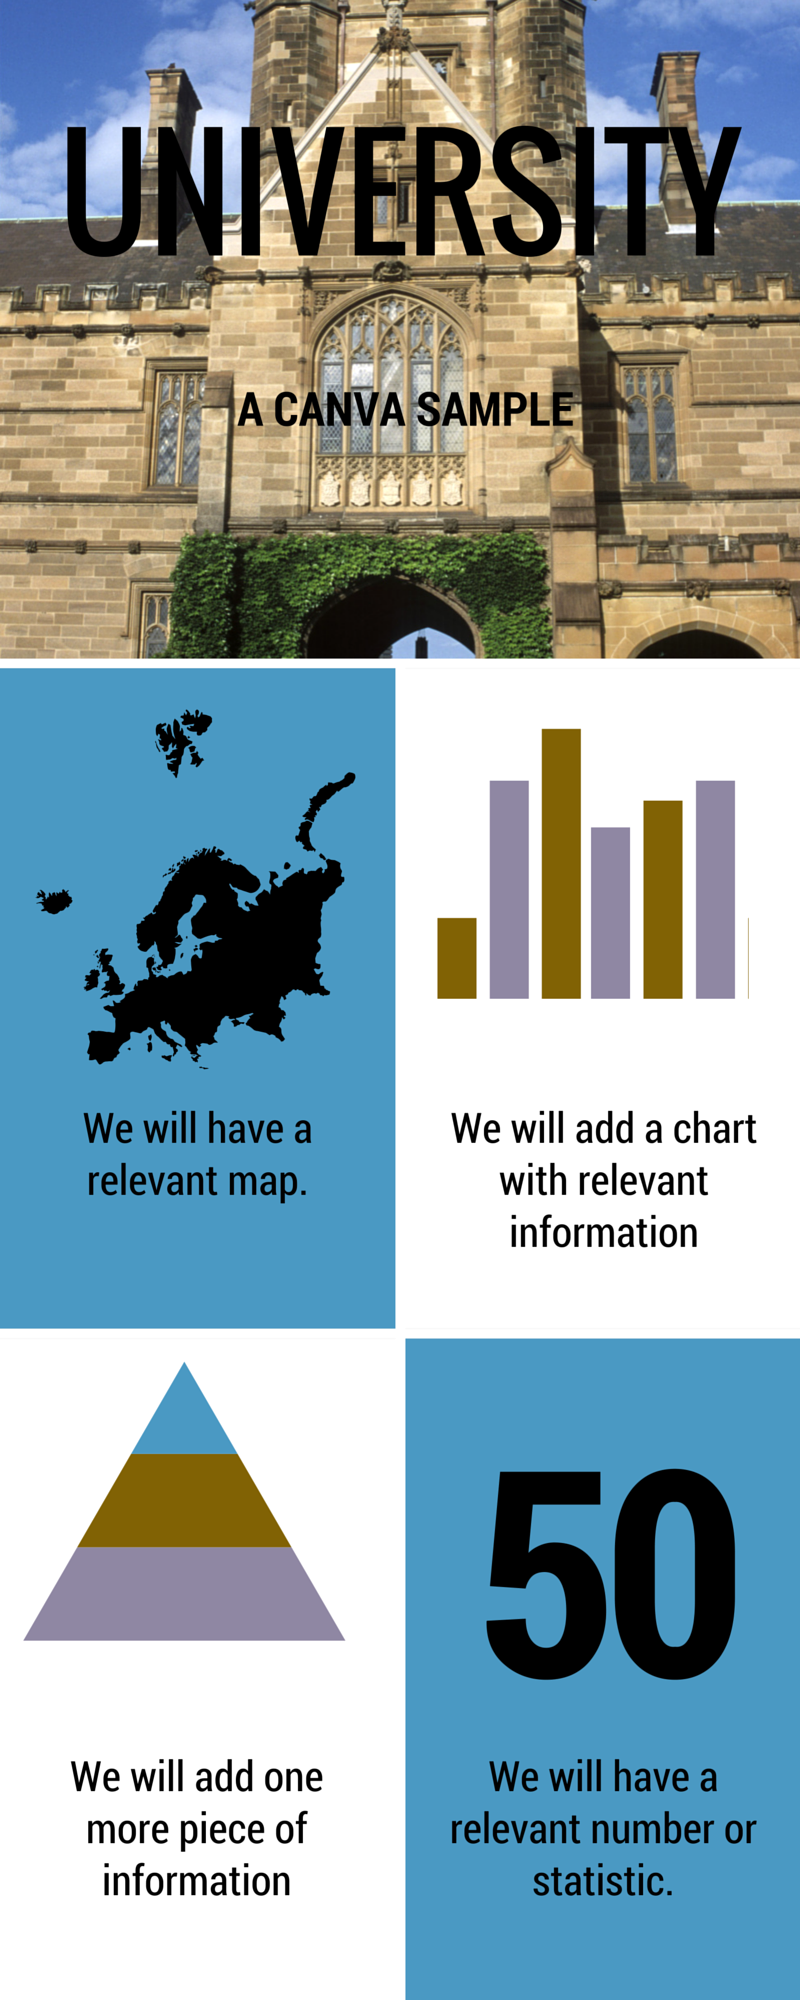 UNIVERSITY
A CANVA SAMPLE
We will have a
relevant map.
We will add a chart
with relevant
information
We will add one
more piece of
information
50
We will have a
relevant number or
statistic.